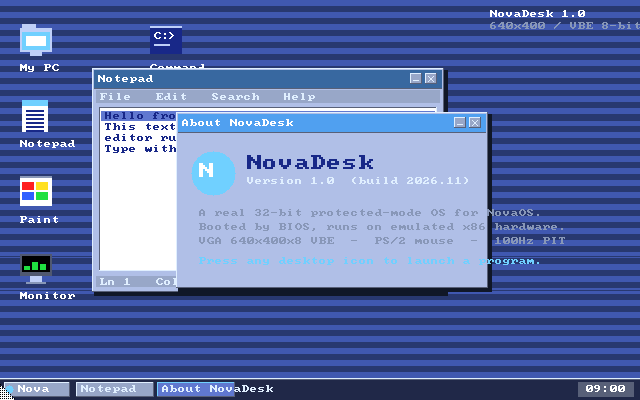 NovaDesk 1.0
640x400 / VBE 8-bit
C:>
My PC
Command
Notepad
File Edit Search Help
Hello fro
This text
editor ru
Type with
Ln 1 Col
Notepad
Paint
Monitor
About NovaDesk
N
NovaDesk
Version 1.0 (build 2026.11)
A real 32-bit protected-mode OS for NovaOS.
Booted by BIOS, runs on emulated x86 hardware.
VGA 640x400x8 VBE - PS/2 mouse - 100Hz PIT
Press any desktop icon to launch a program.
Nova
Notepad
About NovaDesk
09:00